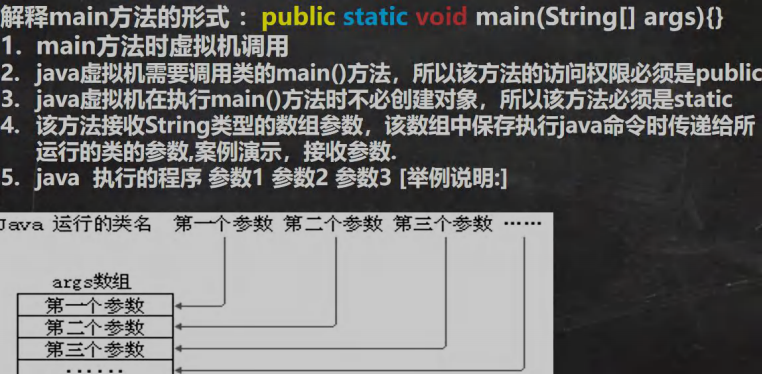 解释main方法的形式： public static void main(String[] args){}
1. main方法时虚拟机调用
2. java虚拟机需要调用类的main()方法，所以该方法的访问权限必须是public
3. java虚拟机在执行main()方法时不必创建对象，所以该方法必须是static
4. 该方法接收String类型的数组参数，该数组中保存执行java命令时传递给所
运行的类的参数,案例演示，接收参数.
5. java 执行的程序 参数1 参数2 参数3 [举例说明:]
Java 运行的类名 第一个参数 第二个参数 第三个参数 ……
args数组
第一个参数
第二个参数
第三个参数
······